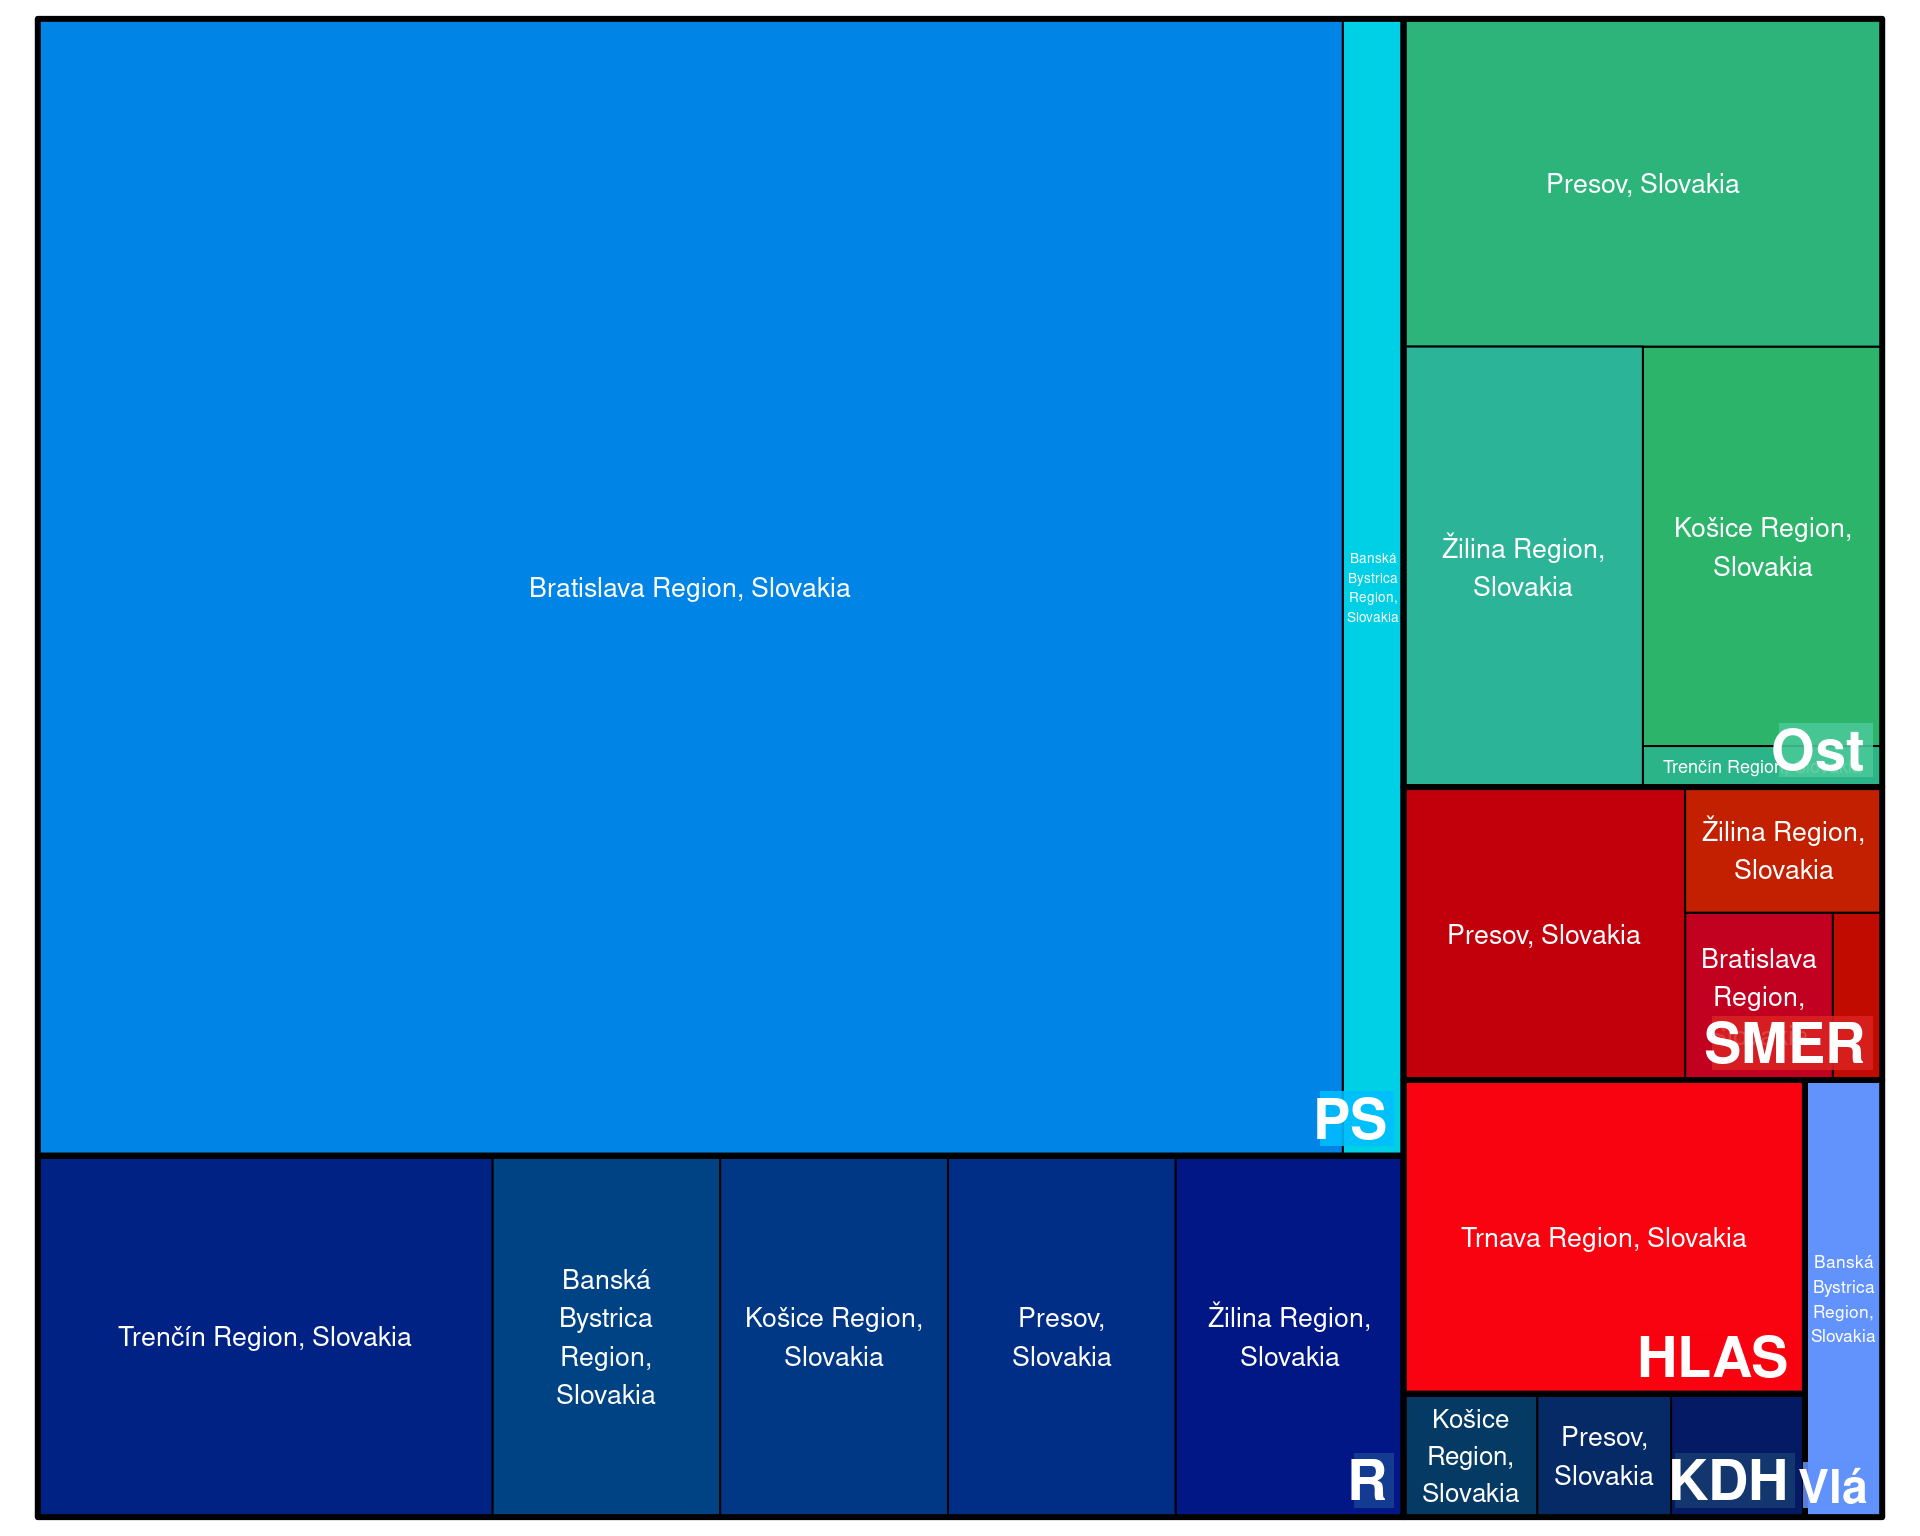 Bratislava Region, Slovakia
Banská
Bystrica
Region,
Slovakia
PS
Trenčín Region, Slovakia
Banská
Bystrica
Region,
Slovakia
Košice Region,
Slovakia
Presov,
Slovakia
Žilina Region,
Slovakia
R
Presov, Slovakia
Žilina Region,
Slovakia
Košice Region,
Slovakia
Trenčín Region
Ost
Presov, Slovakia
Žilina Region,
Slovakia
Bratislava
Region,
SMER
Trnava Region, Slovakia
HLAS
Košice
Region,
Slovakia
Presov,
Slovakia
KDH
Banská
Bystrica
Region,
Slovakia
Vlá